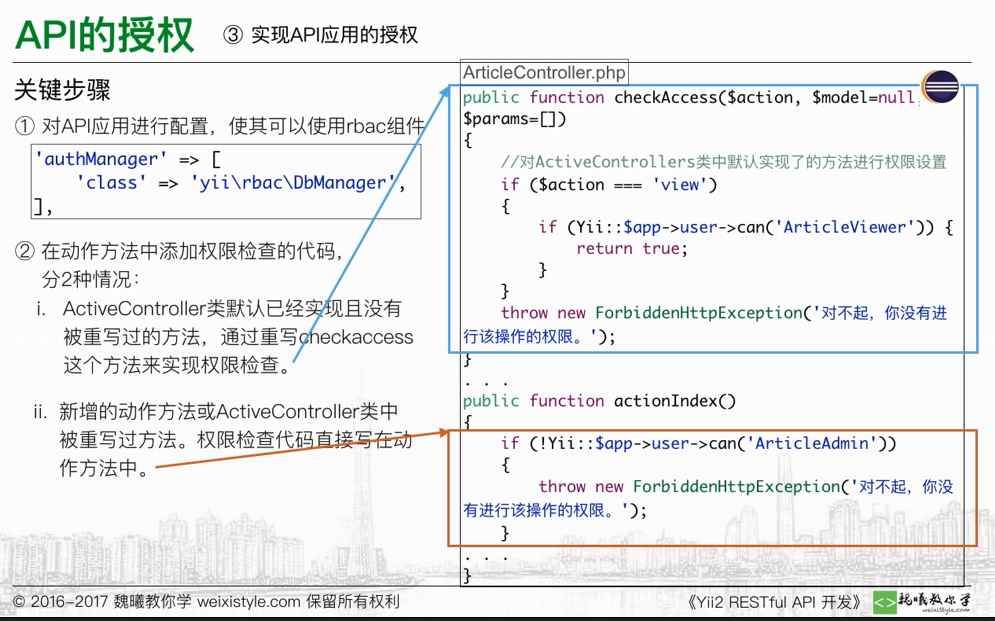 API的授权
③ 实现API应用的授权
关键步骤
① 对API应用进行配置，使其可以使用rbac组件
'authManager' => [
'class' => 'yii\rbac\DbManager',
],
② 在动作方法中添加权限检查的代码，
分2种情况：
i. ActiveController类默认已经实现且没有
被重写过的方法，通过重写checkaccess
这个方法来实现权限检查。
ii. 新增的动作方法或ActiveController类中
被重写过方法。权限检查代码直接写在动
作方法中。
ArticleController.php
public function checkAccess($action, $model=null,
$params=[])
{
//对ActiveControllers类中默认实现了的方法进行权限设置
if ($action === 'view')
{
if (Yii::$app->user->can('ArticleViewer')) {
return true;
}
}
throw new ForbiddenHttpException('对不起，你没有进
行该操作的权限。');
}
. . .
public function actionIndex()
{
if (!Yii::$app->user->can('ArticleAdmin'))
{
throw new ForbiddenHttpException('对不起，你没
有进行该操作的权限。');
}
. . .
}
© 2016-2017 魏曦教你学 weixistyle.com 保留所有权利
《Yii2 RESTful API 开发》
<> 魏曦教你学
weixistyle.com